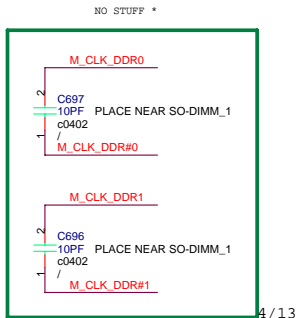 NO STUFF *
M_CLK_DDR0
2
C697
10PF PLACE NEAR SO-DIMM_1
c0402
1
/
M_CLK_DDR#0
M_CLK_DDR1
2
C696
10PF PLACE NEAR SO-DIMM_1
c0402
1
/
M_CLK_DDR#1
4/13